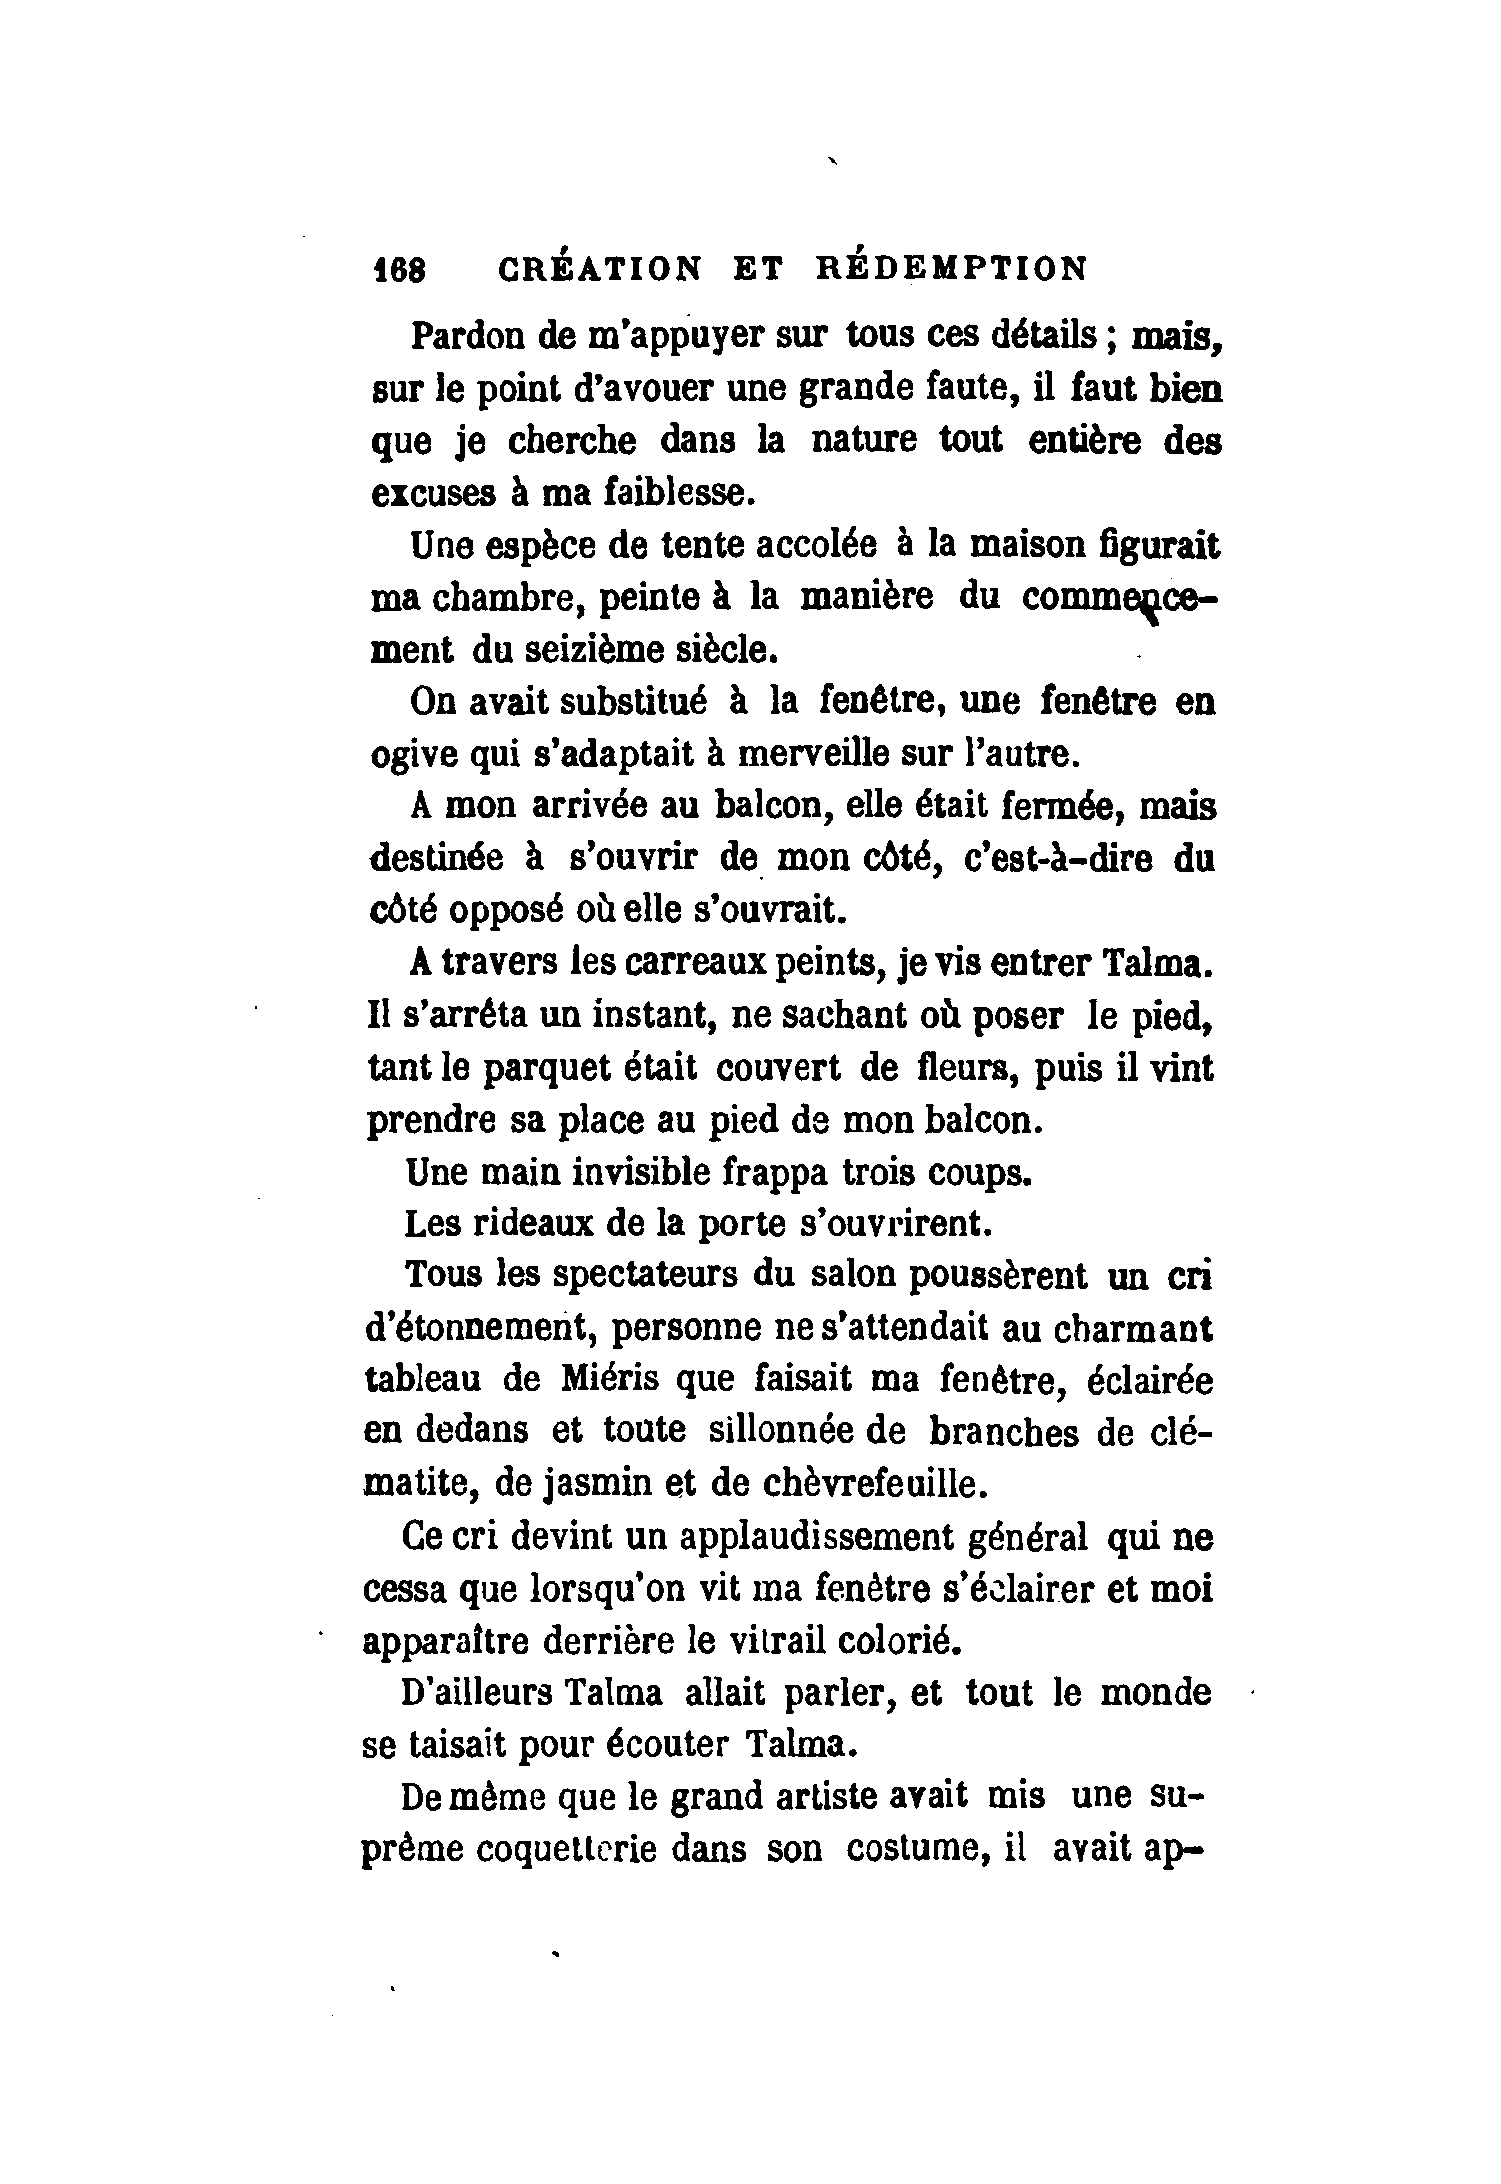 168 CRÉATION ET RÉDEMPTION
Pardon de m'appuyer sur tous ces détails ; mais,
sur le point d'avouer une grande faute, il faut bien
que je cherche dans la nature tout entière des
excuses à ma faiblesse.
Une espèce de tente accolée à la maison figurait
ma chambre, peinte à la manière du commence-
ment du seizième siècle.
On avait substitué à la fenêtre, une fenêtre en
ogive qui s'adaptait à merveille sur l'autre.
A mon arrivée au balcon, elle était fermée, mais
destinée à s'ouvrir de mon côté, c'est-à-dire du
côté opposé où elle s'ouvrait.
A travers les carreaux peints, je vis entrer Talma.
Il s'arrêta un instant, ne sachant où poser le pied,
tant le parquet était couvert de fleurs, puis il vint
prendre sa place au pied de mon balcon.
Une main invisible frappa trois coups.
Les rideaux de la porte s'ouvrirent.
Tous les spectateurs du salon poussèrent un cri
d'étonnement, personne ne s'attendait au charmant
tableau de Miéris que faisait ma fenêtre, éclairée
en dedans et toute sillonnée de branches de clé-
matite, de jasmin et de chèvrefeuille.
Ce cri devint un applaudissement général qui ne
cessa que lorsqu'on vit ma fenêtre s'éclairer et moi
apparaître derrière le vitrail colorié.
D'ailleurs Talma allait parler, et tout le monde
se taisait pour écouter Talma.
De même que le grand artiste avait mis une su-
prême coquetterie dans son costume, il avait ap-